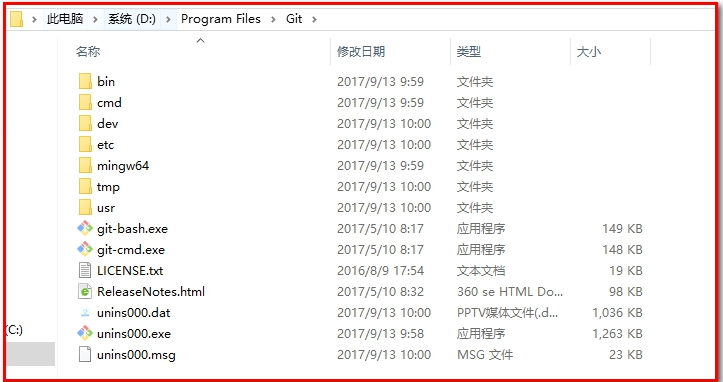 此电脑 > 系统 (D:) > Program Files > Git >
名称 修改日期 类型 大小
bin 2017/9/13 9:59 文件夹
cmd 2017/9/13 9:59 文件夹
dev 2017/9/13 10:00 文件夹
etc 2017/9/13 10:00 文件夹
mingw64 2017/9/13 9:59 文件夹
tmp 2017/9/13 10:00 文件夹
usr 2017/9/13 10:00 文件夹
git-bash.exe 2017/5/10 8:17 应用程序 149 KB
git-cmd.exe 2017/5/10 8:17 应用程序 148 KB
LICENSE.txt 2016/8/9 17:54 文本文档 19 KB
ReleaseNotes.html 2017/5/10 8:32 360 se HTML Do... 98 KB
unins000.dat 2017/9/13 10:00 PPTV媒体文件(.d... 1,036 KB
(C:)
unins000.exe 2017/9/13 9:58 应用程序 1,263 KB
unins000.msg 2017/9/13 10:00 MSG 文件 23 KB